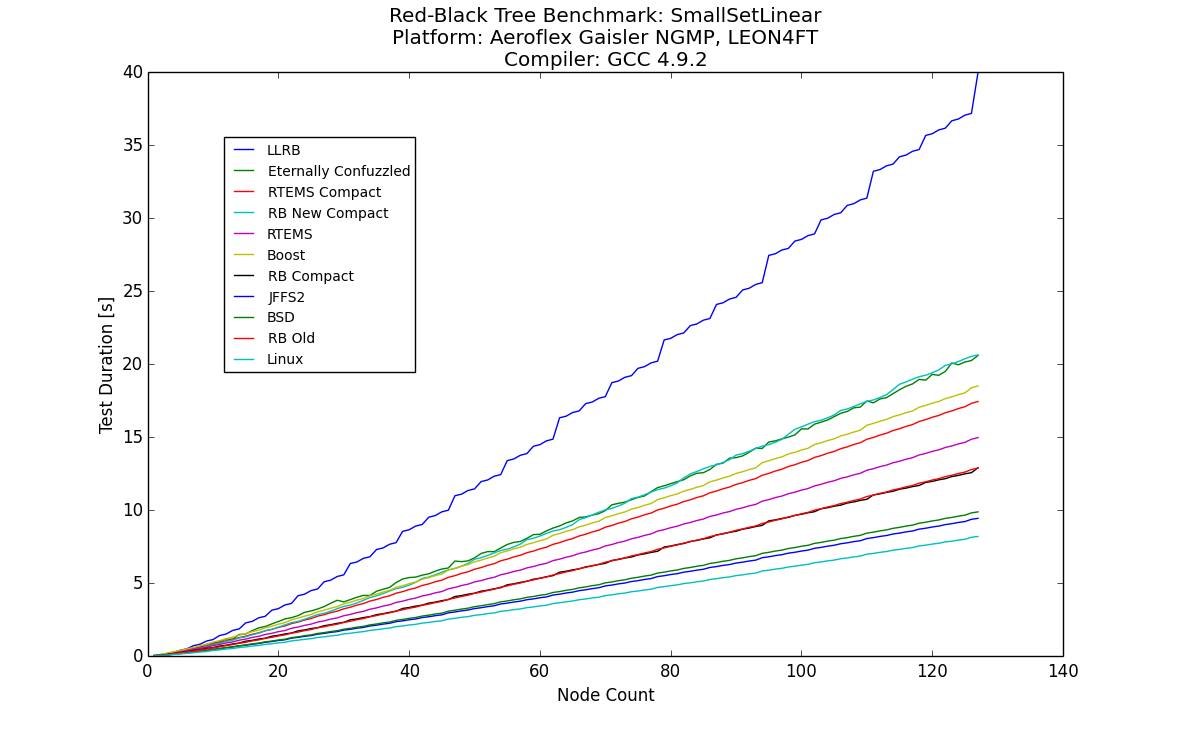 Red-Black Tree Benchmark: SmallSetLinear
Platform: Aeroflex Gaisler NGMP, LEON4FT
Compiler: GCC 4.9.2
40
35
30
25
20
15
10
5
0
Test Duration [s]
LLRB
Eternally Confuzzled
RTEMS Compact
RB New Compact
RTEMS
Boost
RB Compact
JFFS2
BSD
RB Old
Linux
0 20 40 60 80 100 120 140
Node Count